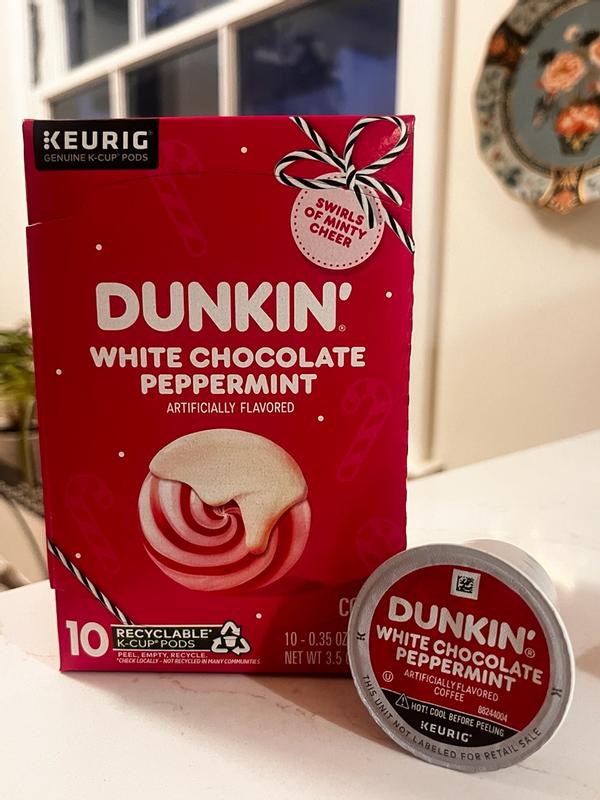 KEURIG
GENUINE K-CUP® PODS
SWIRLS
OF MINTY
CHEER
DUNKIN'®
WHITE CHOCOLATE
PEPPERMINT
ARTIFICIALLY FLAVORED
10
RECYCLABLE*
K-CUP® PODS
PEEL, EMPTY, RECYCLE.
*CHECK LOCALLY - NOT RECYCLED IN MANY COMMUNITIES
10 - 0.35 OZ
NET WT 3.5
DUNKIN'®
WHITE CHOCOLATE
PEPPERMINT
ARTIFICIALLY FLAVORED
COFFEE
U
88244004
HOT! COOL BEFORE PEELING
KEURIG®
THIS UNIT NOT LABELED FOR RETAIL SALE
K
K